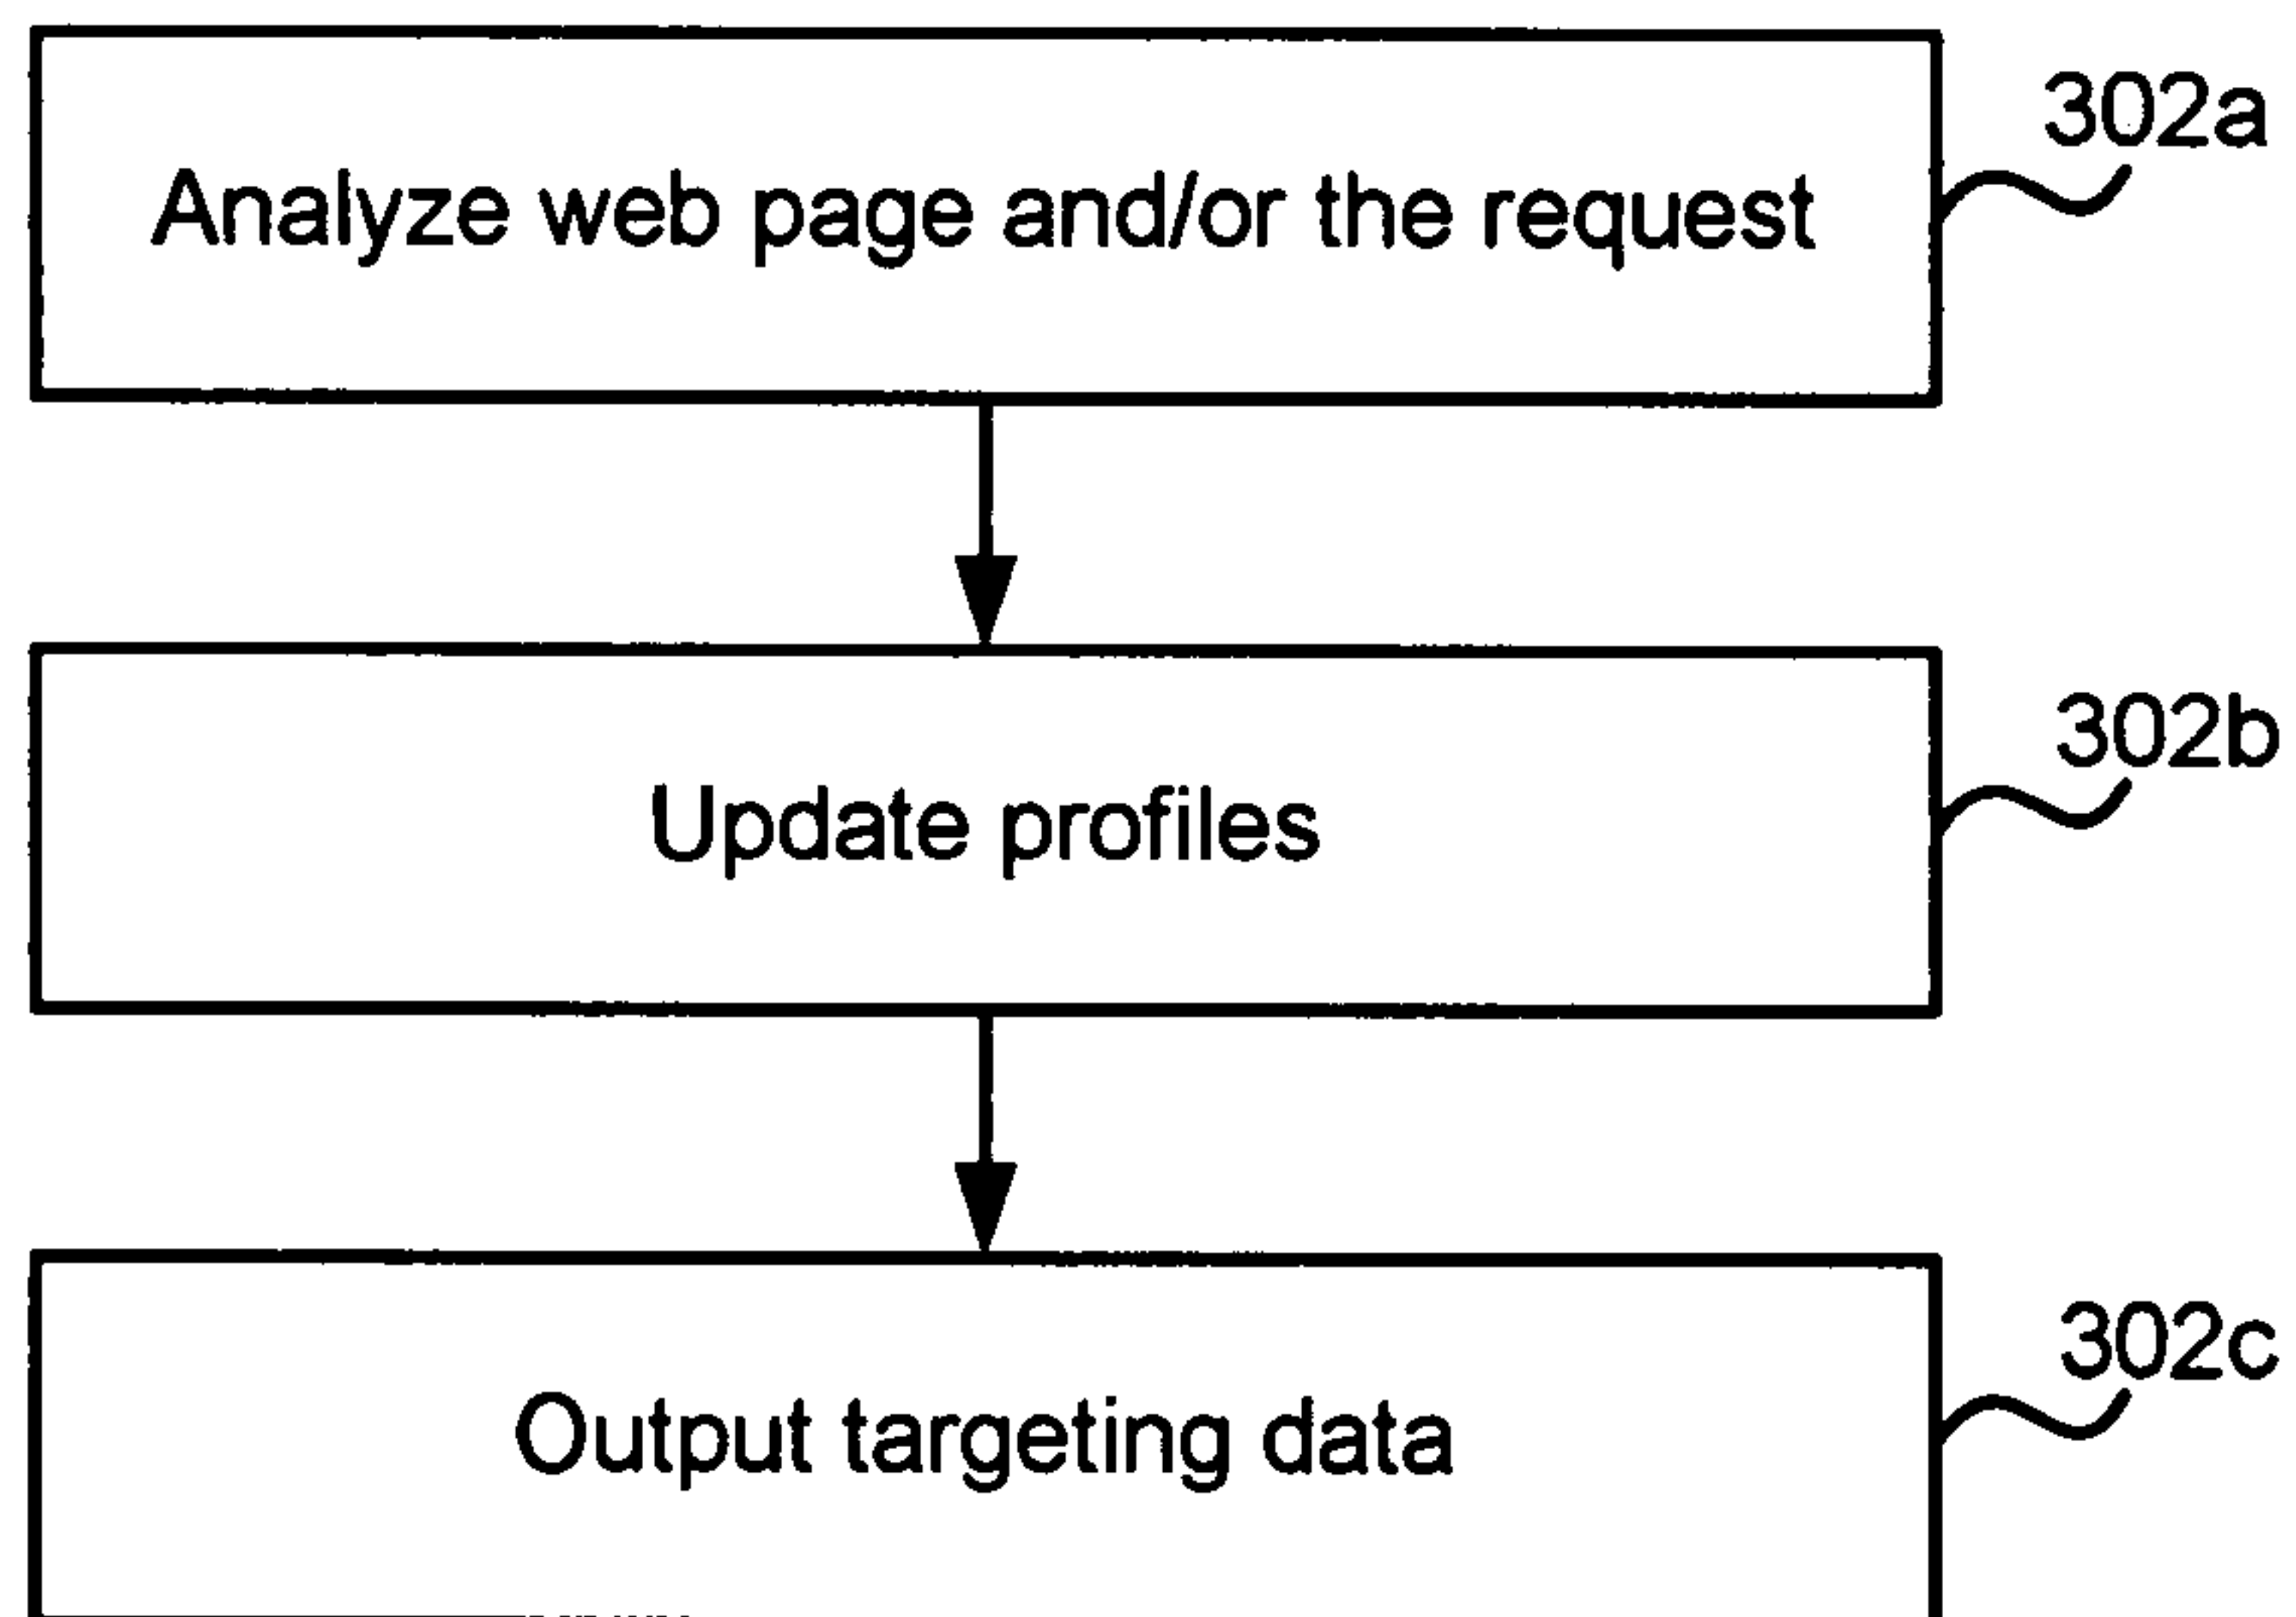 302a
Analyze web page and/or the request
302b
Update profiles
302c
Output targeting data